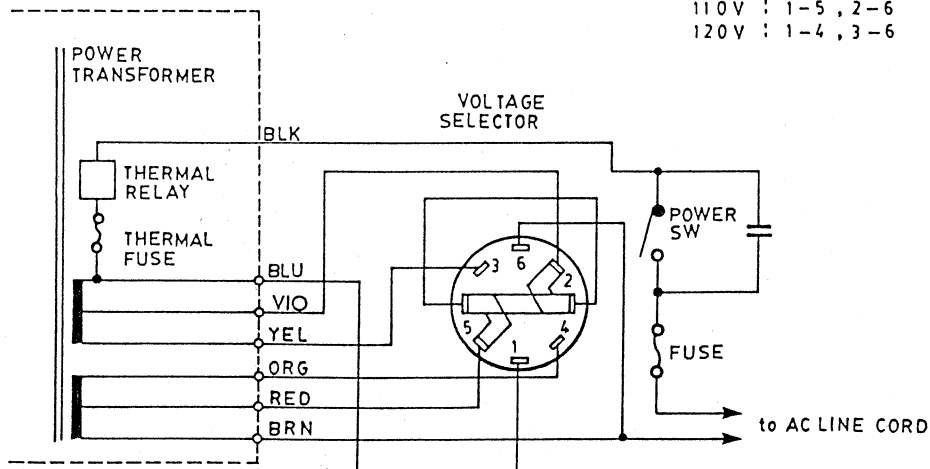 110V : 1-5 , 2-6
120V : 1-4 , 3-6
POWER
TRANSFORMER
VOLTAGE
SELECTOR
BLK
THERMAL
RELAY
THERMAL
FUSE
POWER
SW
6
3
2
BLU
VIO
YEL
5
4
1
FUSE
ORG
RED
BRN
to AC LINE CORD